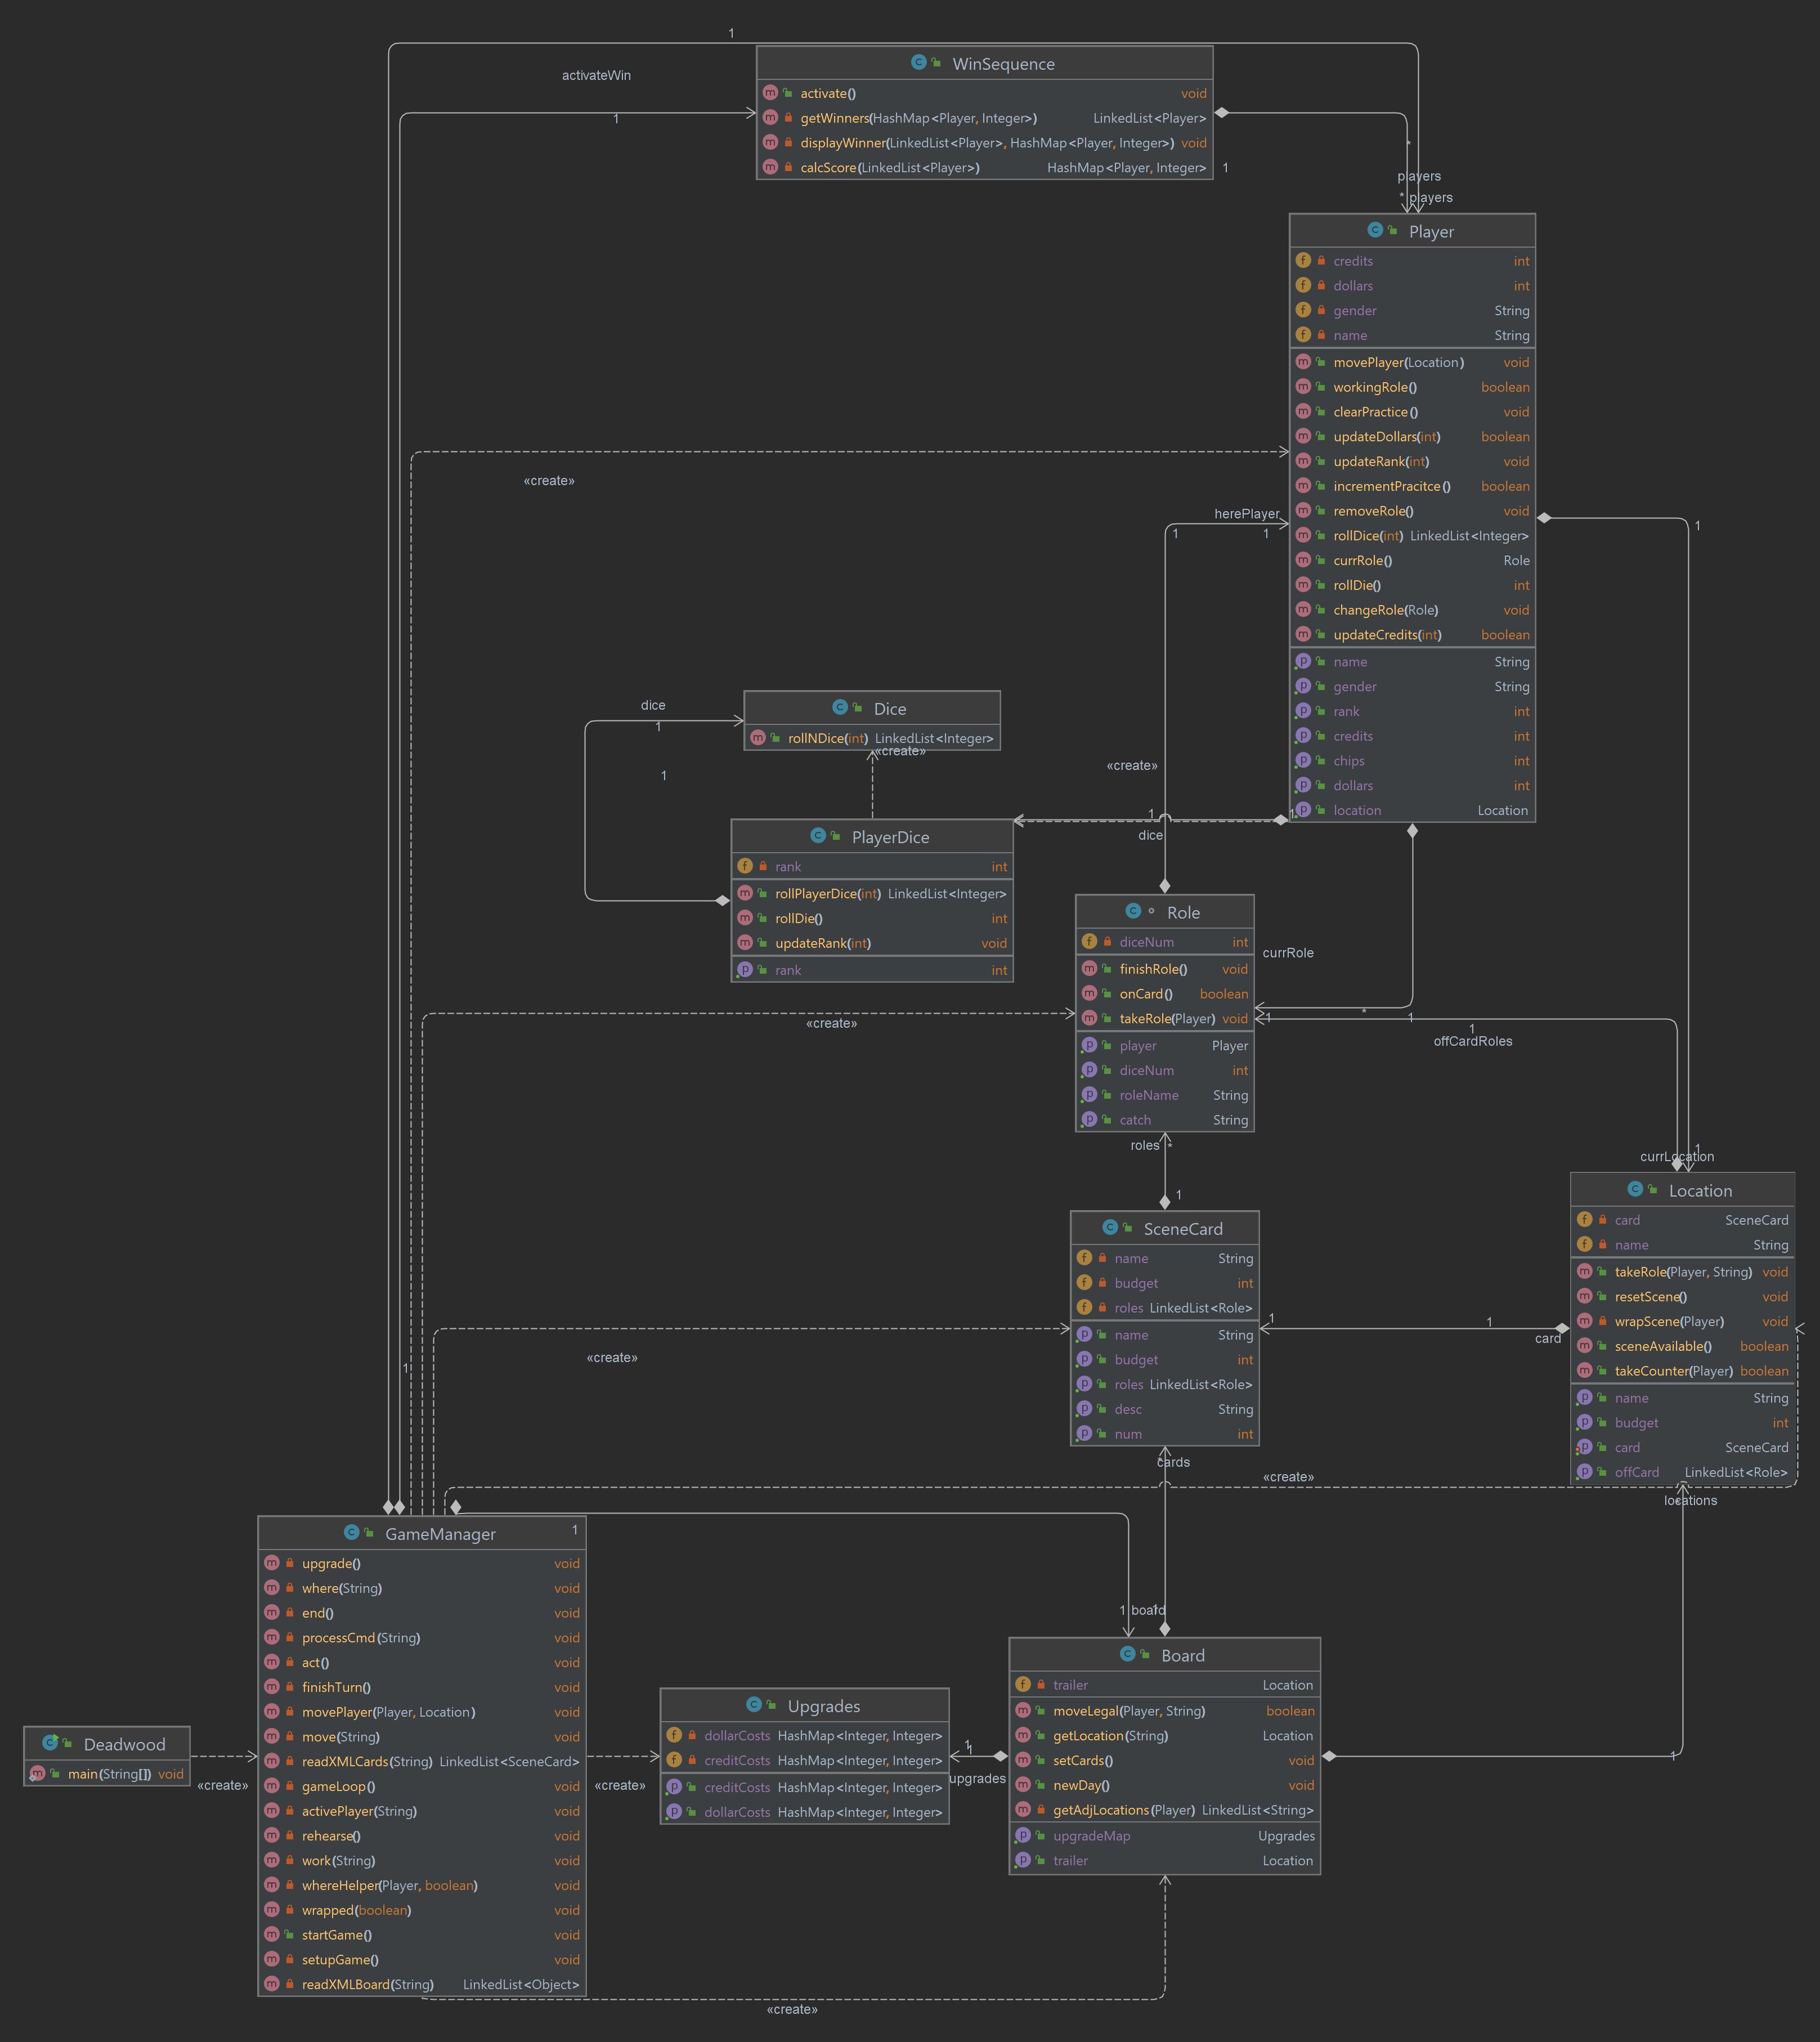 1
activateWin
1
WinSequence
activate() void
getWinners(HashMap<Player, Integer>) LinkedList<Player>
displayWinner(LinkedList<Player>, HashMap<Player, Integer>) void
calcScore(LinkedList<Player>) HashMap<Player, Integer>
1
*
players
* players
Player
credits int
dollars int
gender String
name String
movePlayer(Location) void
workingRole() boolean
clearPractice() void
updateDollars(int) boolean
updateRank(int) void
incrementPracitce() boolean
removeRole() void
rollDice(int) LinkedList<Integer>
currRole() Role
rollDie() int
changeRole(Role) void
updateCredits(int) boolean
name String
gender String
rank int
credits int
chips int
dollars int
location Location
«create»
herePlayer
1 1
1
dice
1
1
Dice
rollNDice(int) LinkedList<Integer>
«create»
«create»
1 1
dice
PlayerDice
rank int
rollPlayerDice(int) LinkedList<Integer>
rollDie() int
updateRank(int) void
rank int
Role
diceNum int
finishRole() void
onCard() boolean
takeRole(Player) void
player Player
diceNum int
roleName String
catch String
currRole
«create»
* 1
1 1
offCardRoles
roles *
1
1
currLocation
Location
card SceneCard
name String
takeRole(Player, String) void
resetScene() void
wrapScene(Player) void
sceneAvailable() boolean
takeCounter(Player) boolean
name String
budget int
card SceneCard
offCard LinkedList<Role>
SceneCard
name String
budget int
roles LinkedList<Role>
name String
budget int
roles LinkedList<Role>
desc String
num int
1 1
card
«create»
1
cards
«create»
locations
GameManager 1
upgrade() void
where(String) void
end() void
processCmd(String) void
act() void
finishTurn() void
movePlayer(Player, Location) void
move(String) void
readXMLCards(String) LinkedList<SceneCard>
gameLoop() void
activePlayer(String) void
rehearse() void
work(String) void
whereHelper(Player, boolean) void
wrapped(boolean) void
startGame() void
setupGame() void
readXMLBoard(String) LinkedList<Object>
1 board
1
Board
trailer Location
moveLegal(Player, String) boolean
getLocation(String) Location
setCards() void
newDay() void
getAdjLocations(Player) LinkedList<String>
upgradeMap Upgrades
trailer Location
Upgrades
dollarCosts HashMap<Integer, Integer>
creditCosts HashMap<Integer, Integer>
creditCosts HashMap<Integer, Integer>
dollarCosts HashMap<Integer, Integer>
1
1
upgrades
1
Deadwood
main(String[]) void
«create»
«create»
«create»